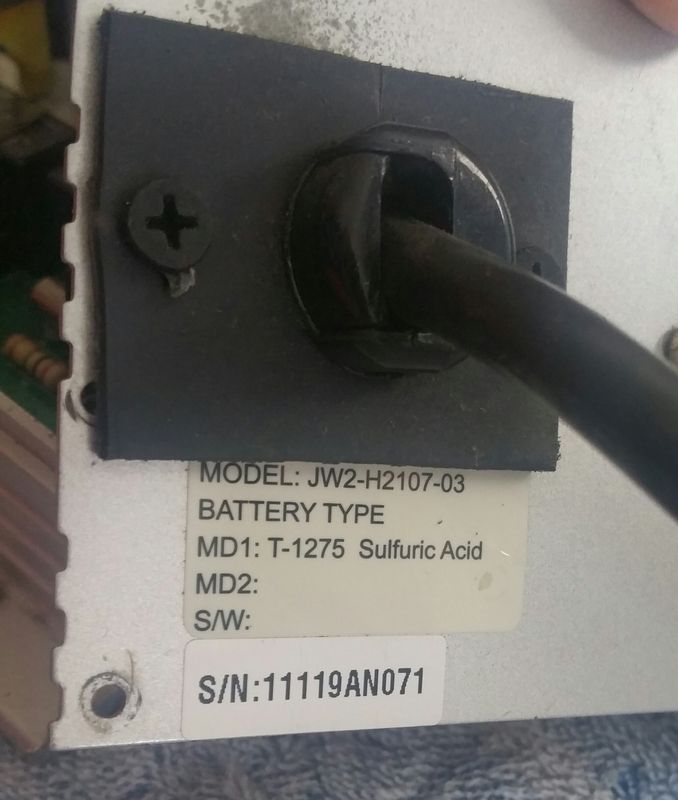 MODEL: JW2-H2107-03
BATTERY TYPE
MD1: T-1275 Sulfuric Acid
MD2:
S/W:
S/N:11119AN071